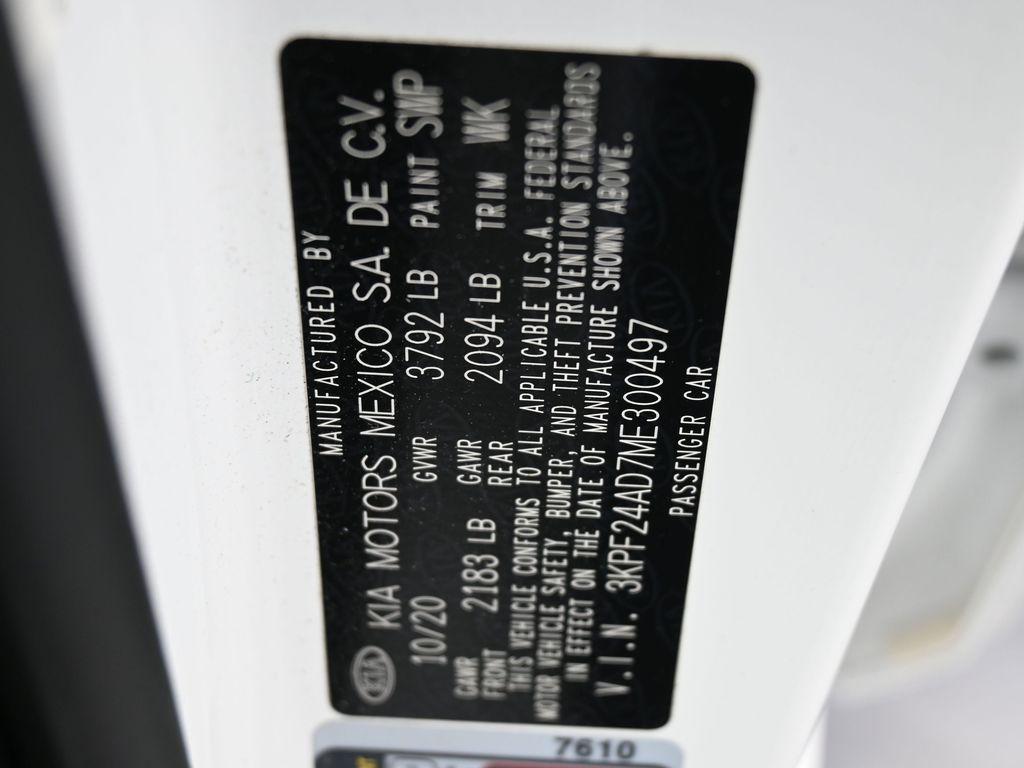 MANUFACTURED BY
KIA KIA MOTORS MEXICO S.A. DE C.V.
10/20 GVWR 3792 LB PAINT SWP
GAWR FRONT 2183 LB GAWR REAR 2094 LB TRIM WK
THIS VEHICLE CONFORMS TO ALL APPLICABLE U.S.A. FEDERAL
MOTOR VEHICLE SAFETY, BUMPER, AND THEFT PREVENTION STANDARDS
IN EFFECT ON THE DATE OF MANUFACTURE SHOWN ABOVE.
V.I.N. 3KPF24AD7ME300497
PASSENGER CAR
7610